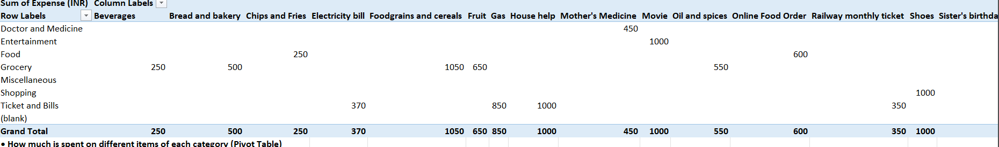 Sum of Expense (INR) Column Labels
Row Labels Beverages Bread and bakery Chips and Fries Electricity bill Foodgrains and cereals Fruit Gas House help Mother's Medicine Movie Oil and spices Online Food Order Railway monthly ticket Shoes Sister's birthda
Doctor and Medicine 450
Entertainment 1000
Food 250 600
Grocery 250 500 1050 650 550
Miscellaneous
Shopping 1000
Ticket and Bills 370 850 1000 350
(blank)
Grand Total 250 500 250 370 1050 650 850 1000 450 1000 550 600 350 1000
• How much is spent on different items of each category (Pivot Table)